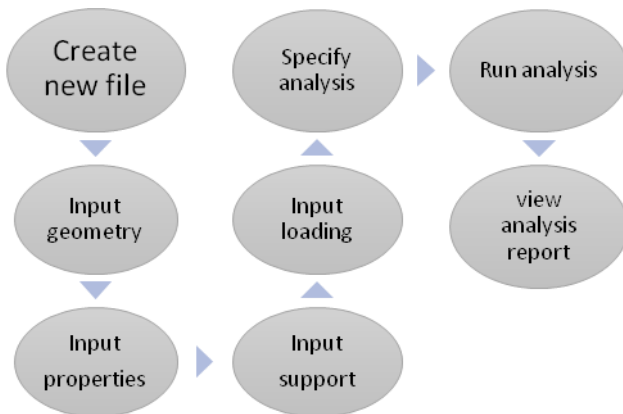 Create
new file
Input
geometry
Input
properties
Input
support
Input
loading
Specify
analysis
Run analysis
view
analysis
report